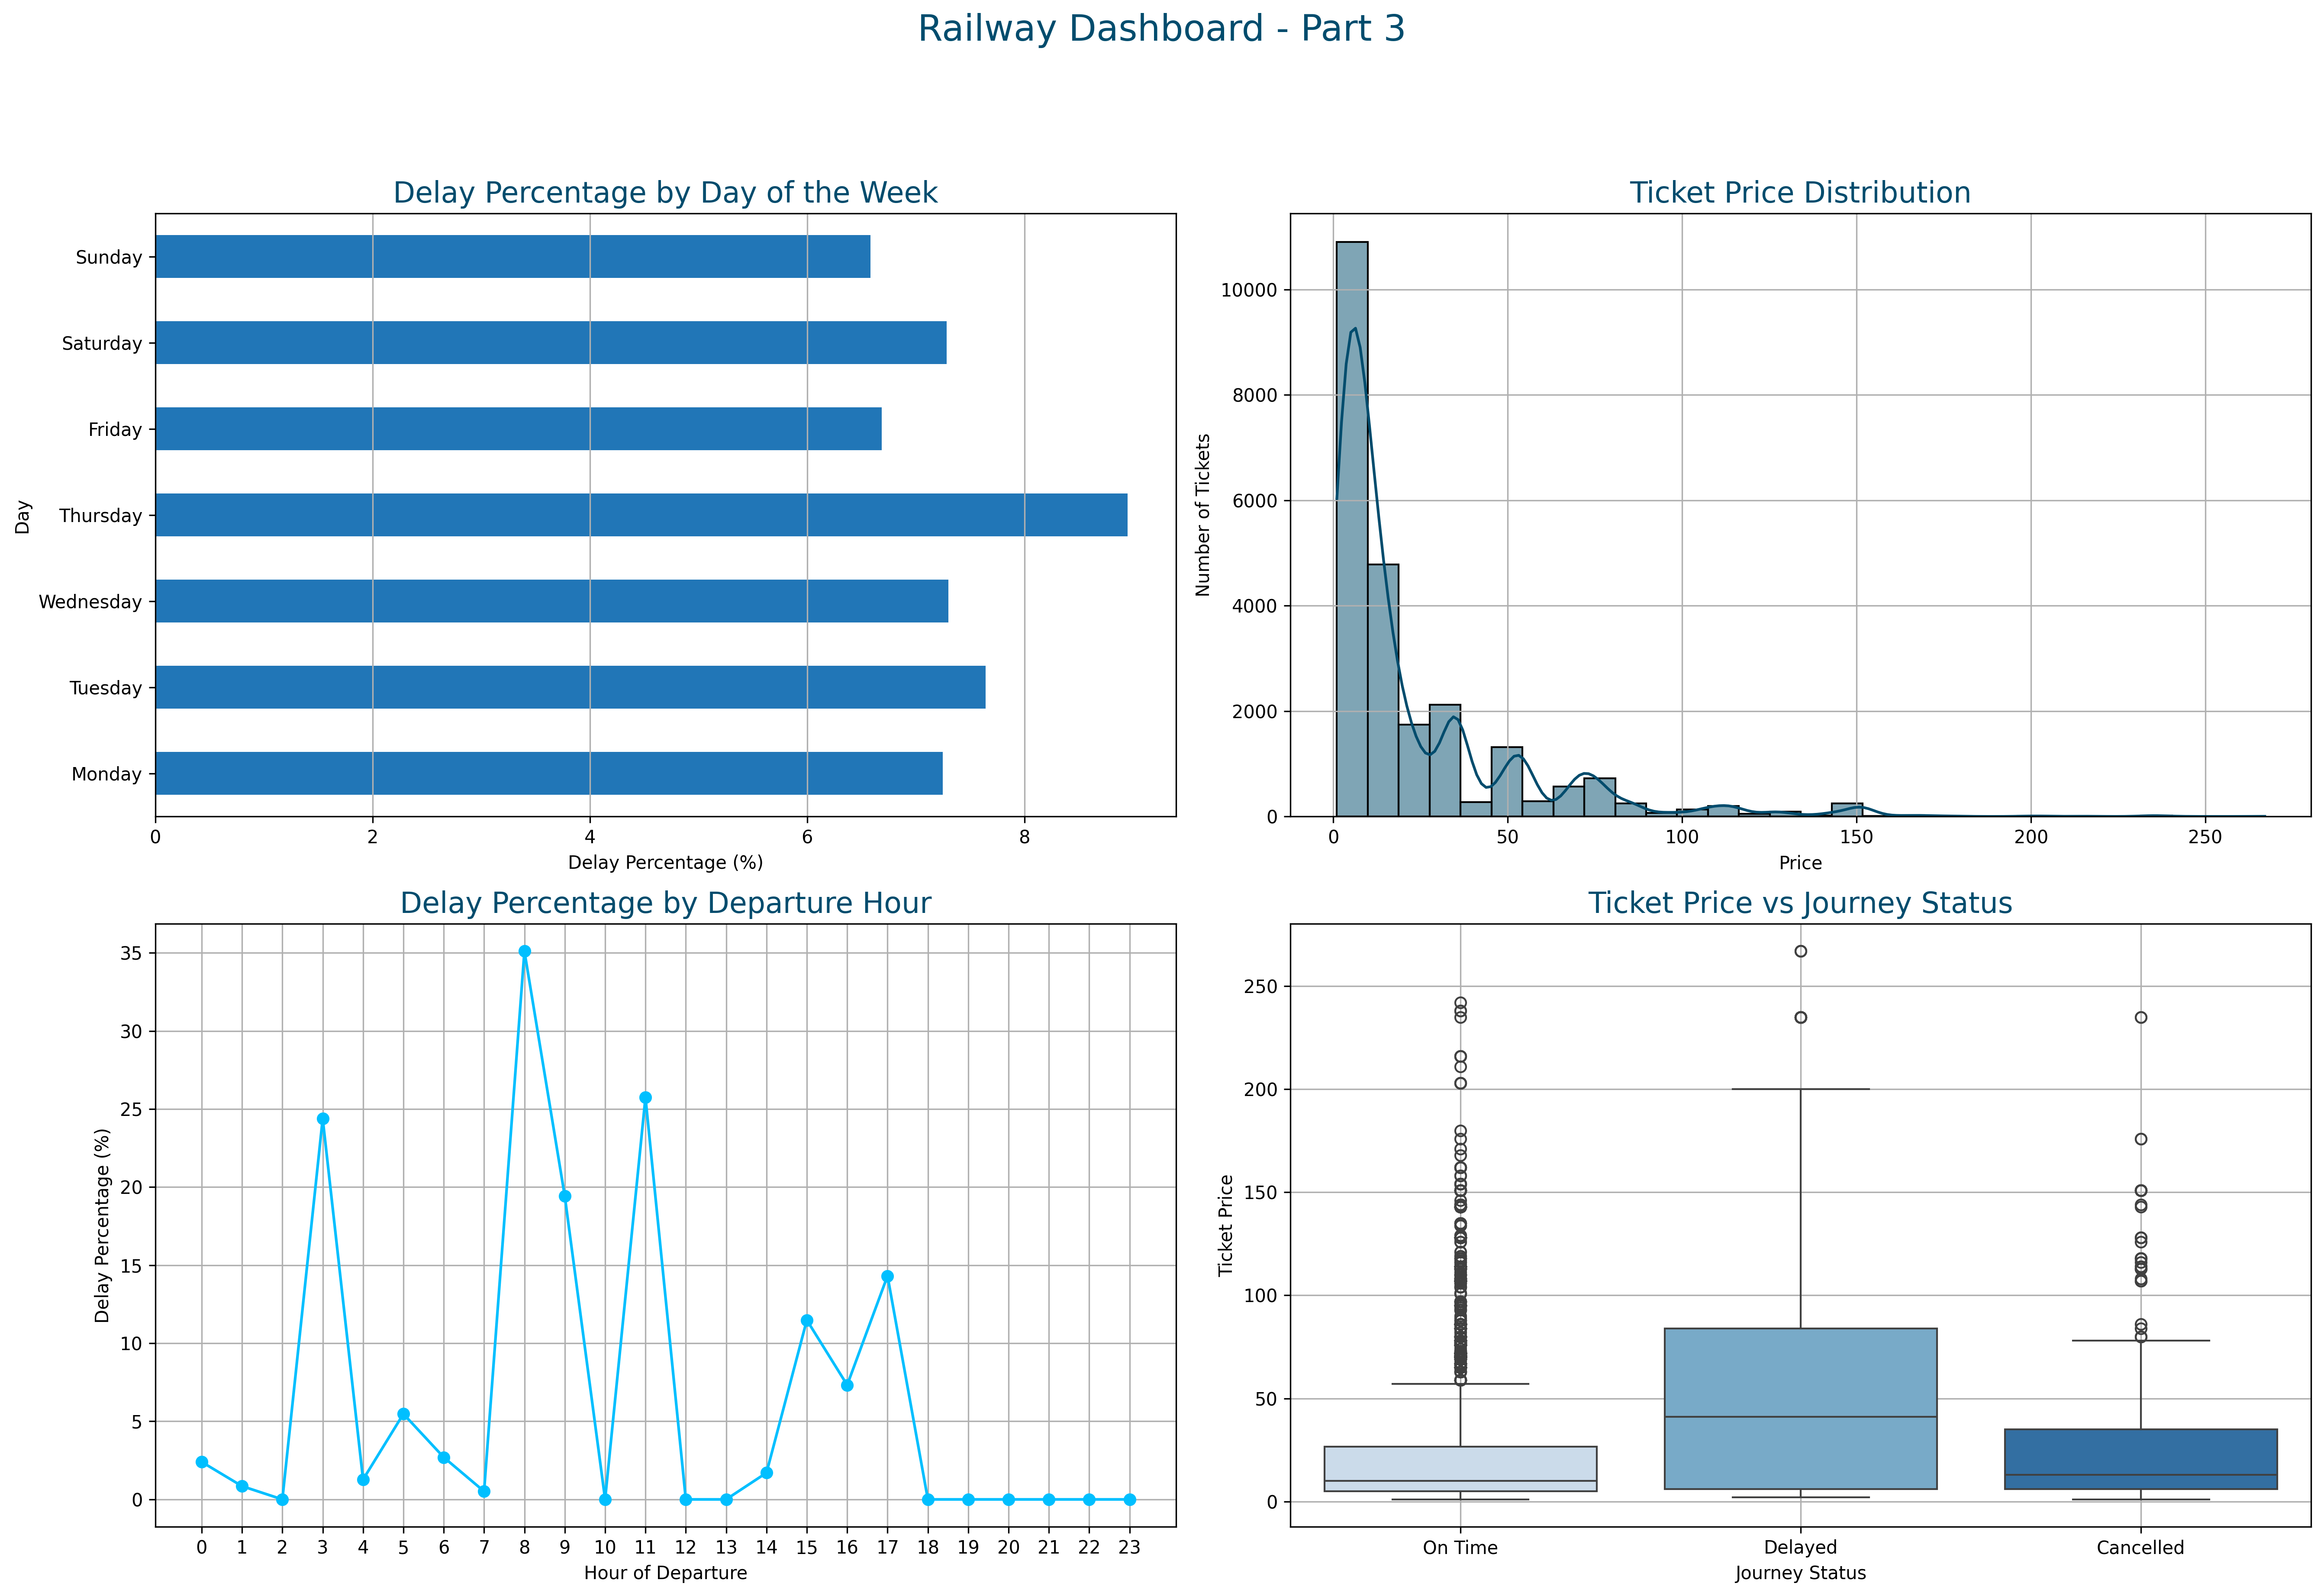 Railway Dashboard - Part 3
Delay Percentage by Day of the Week
Day
Sunday
Saturday
Friday
Thursday
Wednesday
Tuesday
Monday
0 2 4 6 8
Delay Percentage (%)
Ticket Price Distribution
Number of Tickets
10000
8000
6000
4000
2000
0
0 50 100 150 200 250
Price
Delay Percentage by Departure Hour
Delay Percentage (%)
35
30
25
20
15
10
5
0
0 1 2 3 4 5 6 7 8 9 10 11 12 13 14 15 16 17 18 19 20 21 22 23
Hour of Departure
Ticket Price vs Journey Status
Ticket Price
250
200
150
100
50
0
On Time Delayed Cancelled
Journey Status